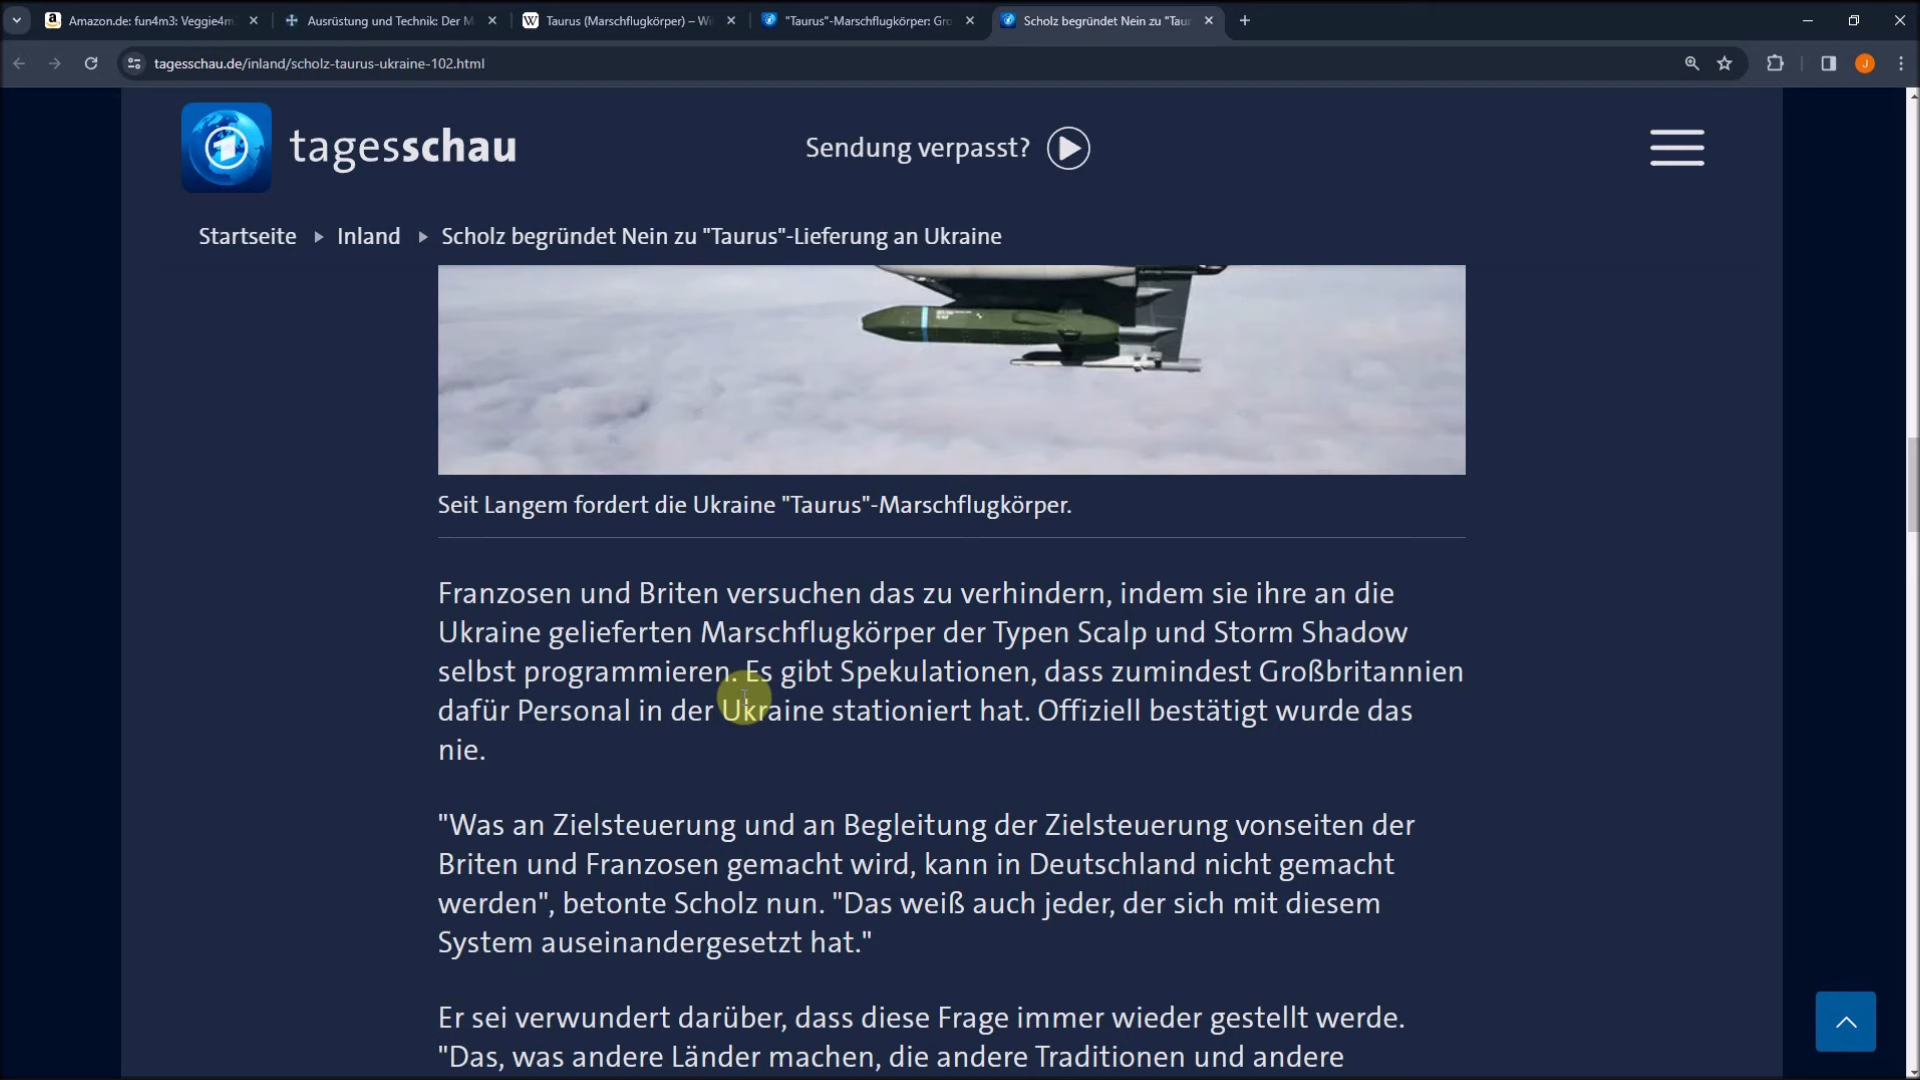 Amazon.de: fun4m3: Veggie4m
Ausrüstung und Technik: Der M
Taurus (Marschflugkörper) – Wi
"Taurus"-Marschflugkörper: Gro
Scholz begründet Nein zu "Taur
tagesschau.de/inland/scholz-taurus-ukraine-102.html
J
tagesschau
Sendung verpasst?
Startseite
Inland
Scholz begründet Nein zu "Taurus"-Lieferung an Ukraine
Seit Langem fordert die Ukraine "Taurus"-Marschflugkörper.
Franzosen und Briten versuchen das zu verhindern, indem sie ihre an die
Ukraine gelieferten Marschflugkörper der Typen Scalp und Storm Shadow
selbst programmieren. Es gibt Spekulationen, dass zumindest Großbritannien
dafür Personal in der Ukraine stationiert hat. Offiziell bestätigt wurde das
nie.
"Was an Zielsteuerung und an Begleitung der Zielsteuerung vonseiten der
Briten und Franzosen gemacht wird, kann in Deutschland nicht gemacht
werden", betonte Scholz nun. "Das weiß auch jeder, der sich mit diesem
System auseinandergesetzt hat."
Er sei verwundert darüber, dass diese Frage immer wieder gestellt werde.
"Das, was andere Länder machen, die andere Traditionen und andere